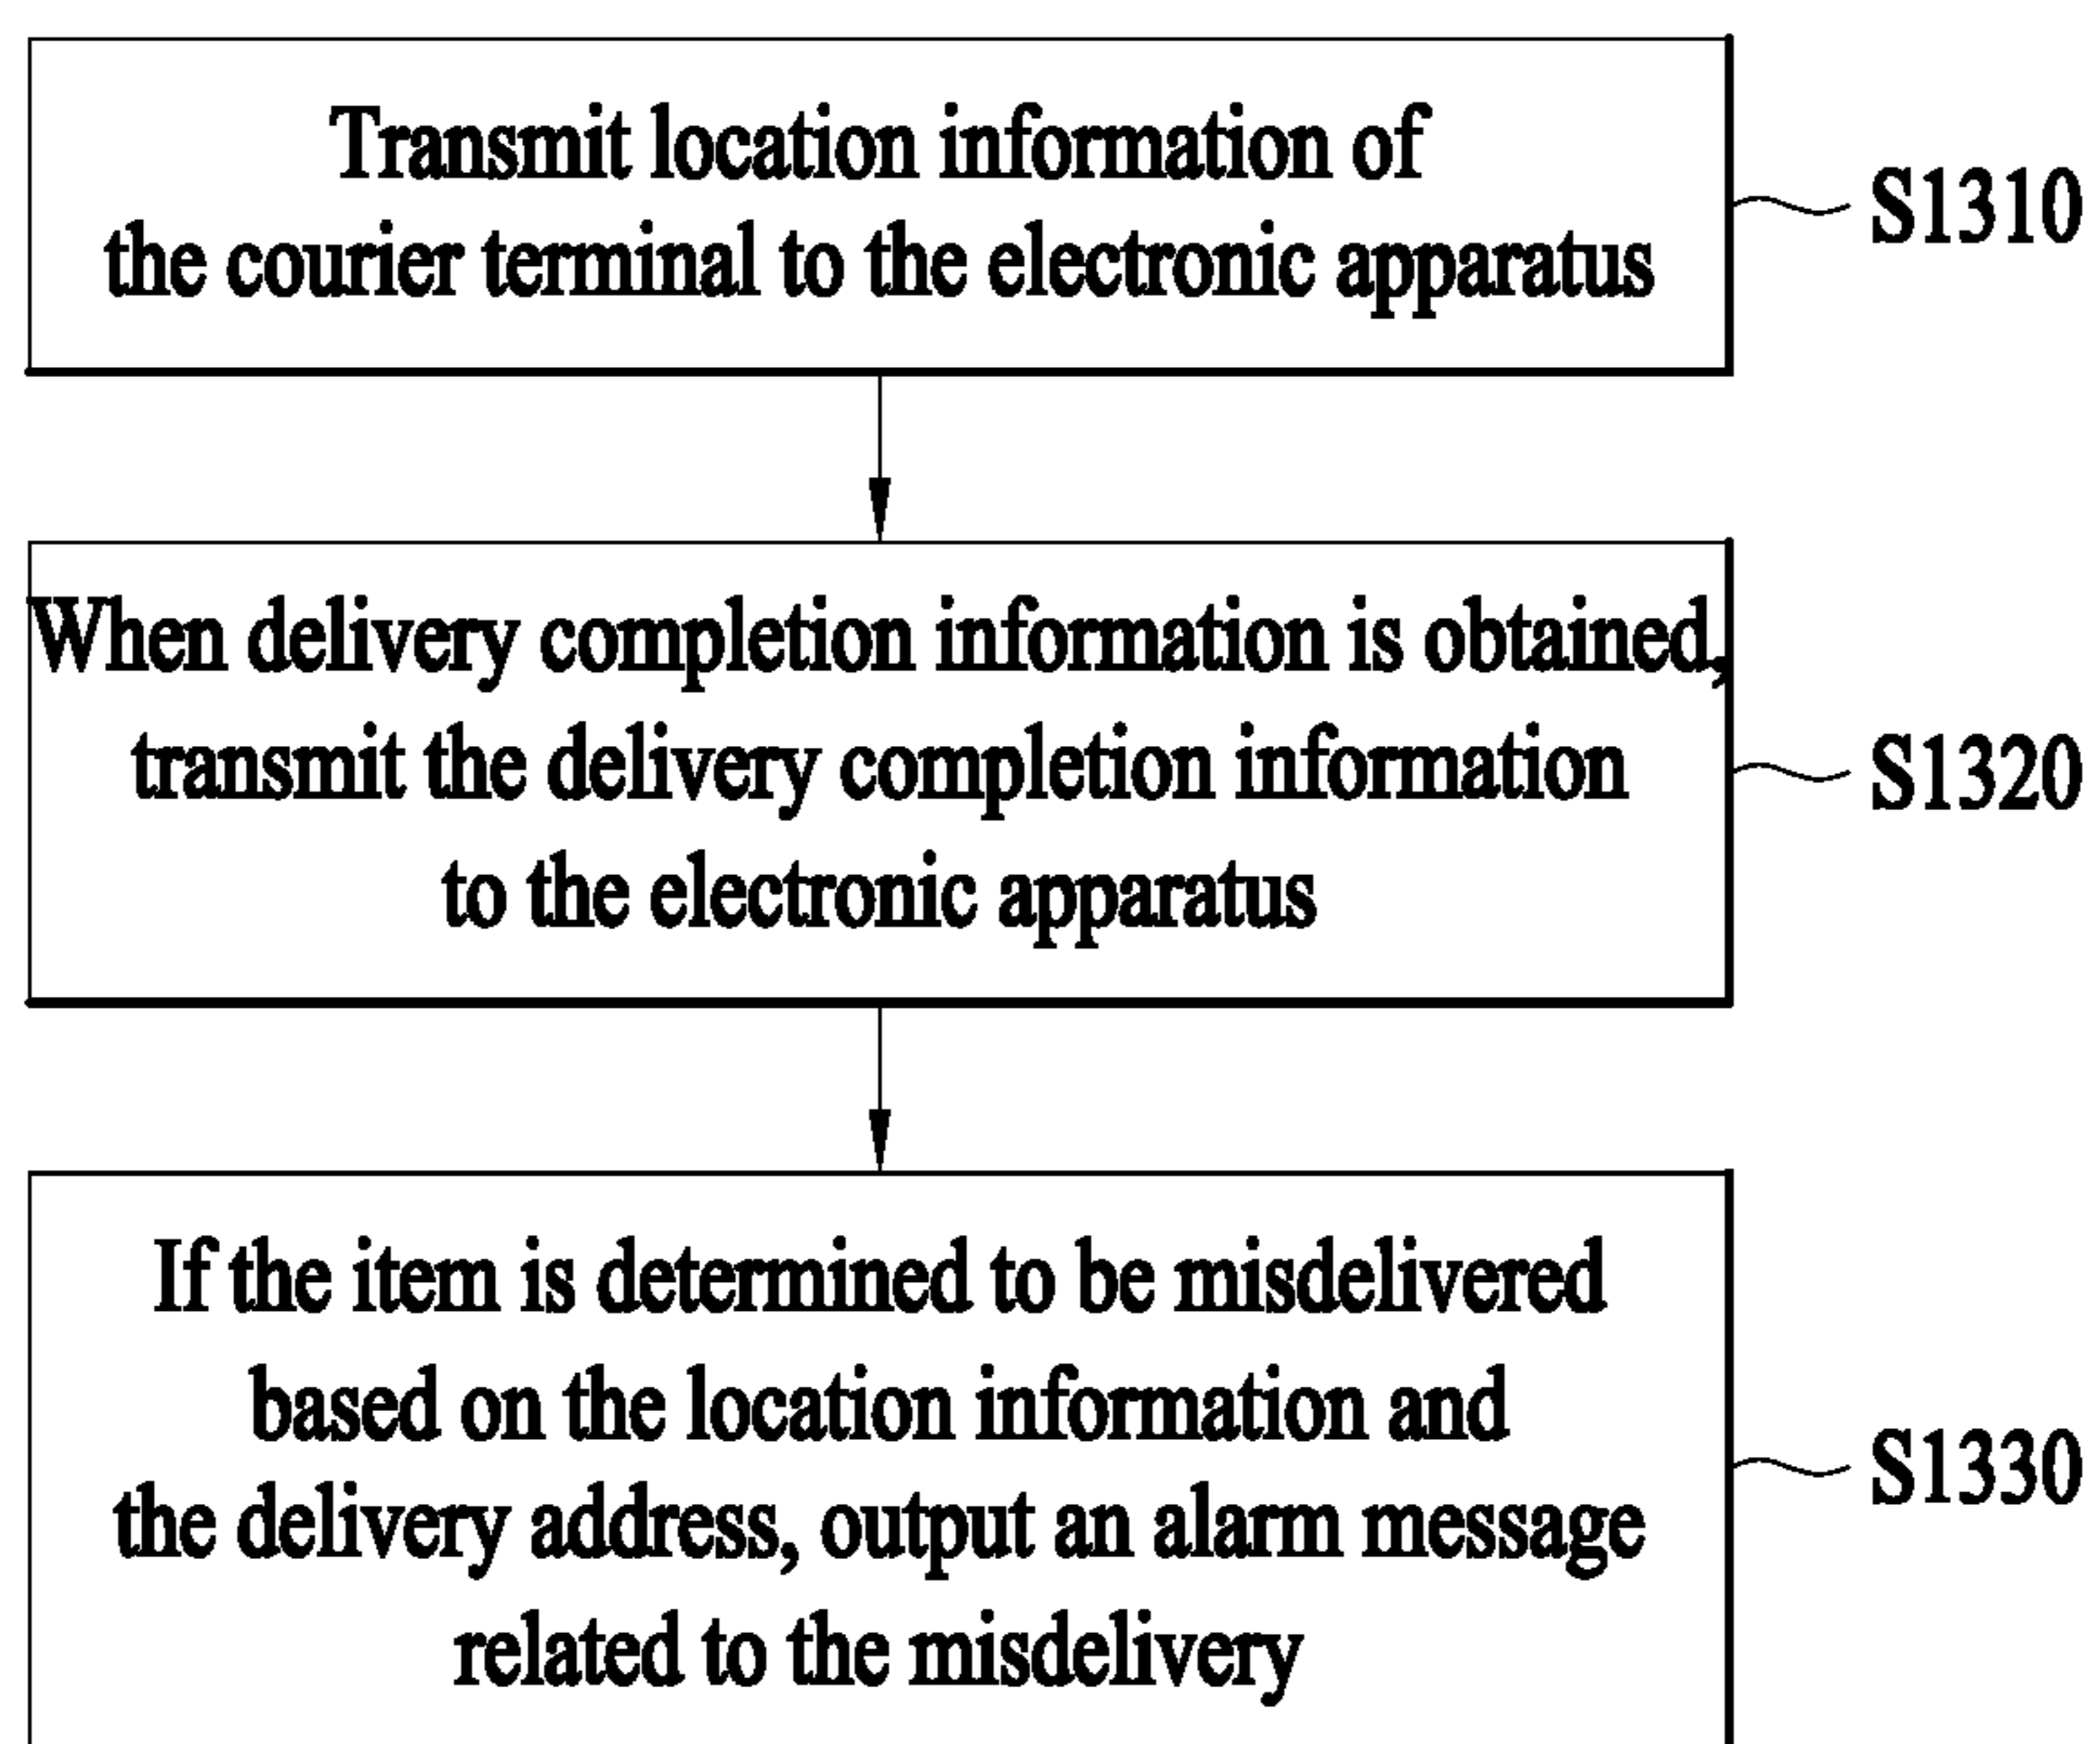 Transmit location information of
the courier terminal to the electronic apparatus
S1310
When delivery completion information is obtained,
transmit the delivery completion information
to the electronic apparatus
S1320
If the item is determined to be misdelivered
based on the location information and
the delivery address, output an alarm message
related to the misdelivery
S1330